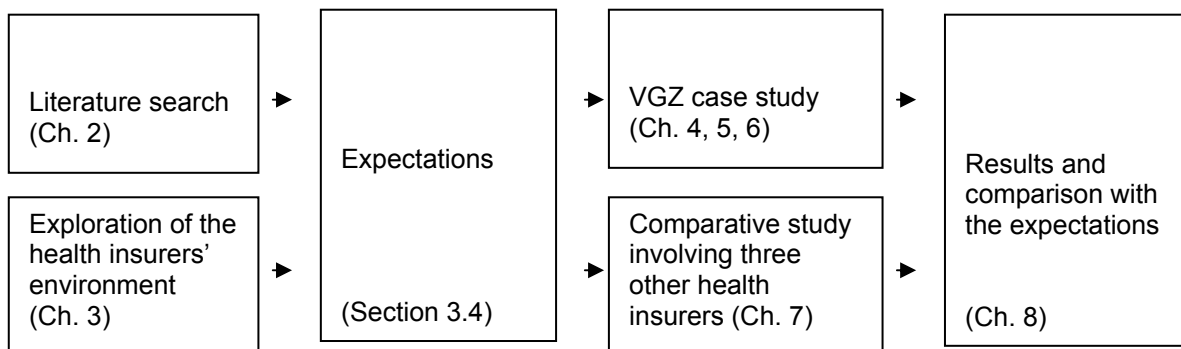 Literature search
(Ch. 2)
Exploration of the
health insurers’
environment
(Ch. 3)
Expectations
(Section 3.4)
VGZ case study
(Ch. 4, 5, 6)
Comparative study
involving three
other health
insurers (Ch. 7)
Results and
comparison with
the expectations
(Ch. 8)